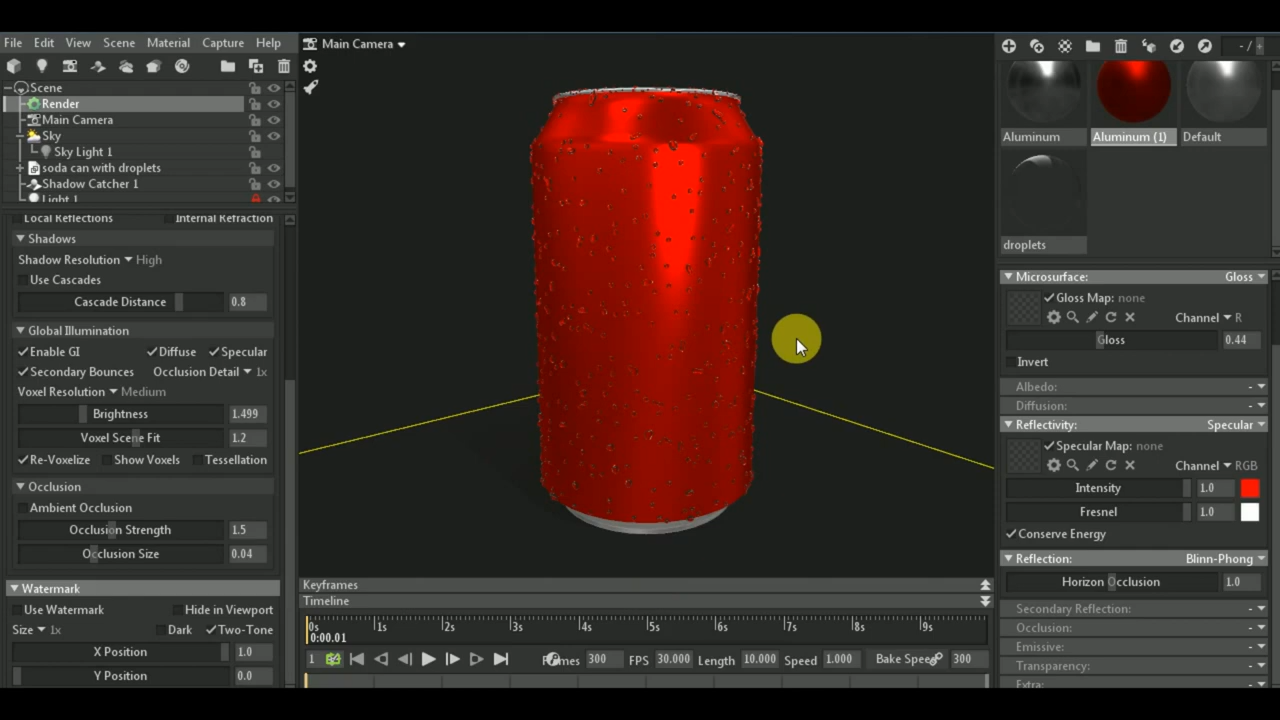 File Edit View Scene Material Capture Help
Scene
Render
Main Camera
Sky
Sky Light 1
soda can with droplets
Shadow Catcher 1
Light 1
Local Reflections Internal Refraction
Shadows
Shadow Resolution High
Use Cascades
Cascade Distance 0.8
Global Illumination
Enable GI Diffuse Specular
Secondary Bounces Occlusion Detail 1x
Voxel Resolution Medium
Brightness 1.499
Voxel Scene Fit 1.2
Re-Voxelize Show Voxels Tessellation
Occlusion
Ambient Occlusion
Occlusion Strength 1.5
Occlusion Size 0.04
Watermark
Use Watermark Hide in Viewport
Size 1x Dark Two-Tone
X Position 1.0
Y Position 0.0
Main Camera
Keyframes
Timeline
0s 1s 2s 3s 4s 5s 6s 7s 8s 9s
0:00.01
1 Frames 300 FPS 30.000 Length 10.000 Speed 1.000 Bake Speed 300
- /
Aluminum Aluminum (1) Default
droplets
Microsurface: Gloss
Gloss Map: none
Channel R
Gloss 0.44
Invert
Albedo: -
Diffusion: -
Reflectivity: Specular
Specular Map: none
Channel RGB
Intensity 1.0
Fresnel 1.0
Conserve Energy
Reflection: Blinn-Phong
Horizon Occlusion 1.0
Secondary Reflection: -
Occlusion: -
Emissive: -
Transparency: -
Extra: -